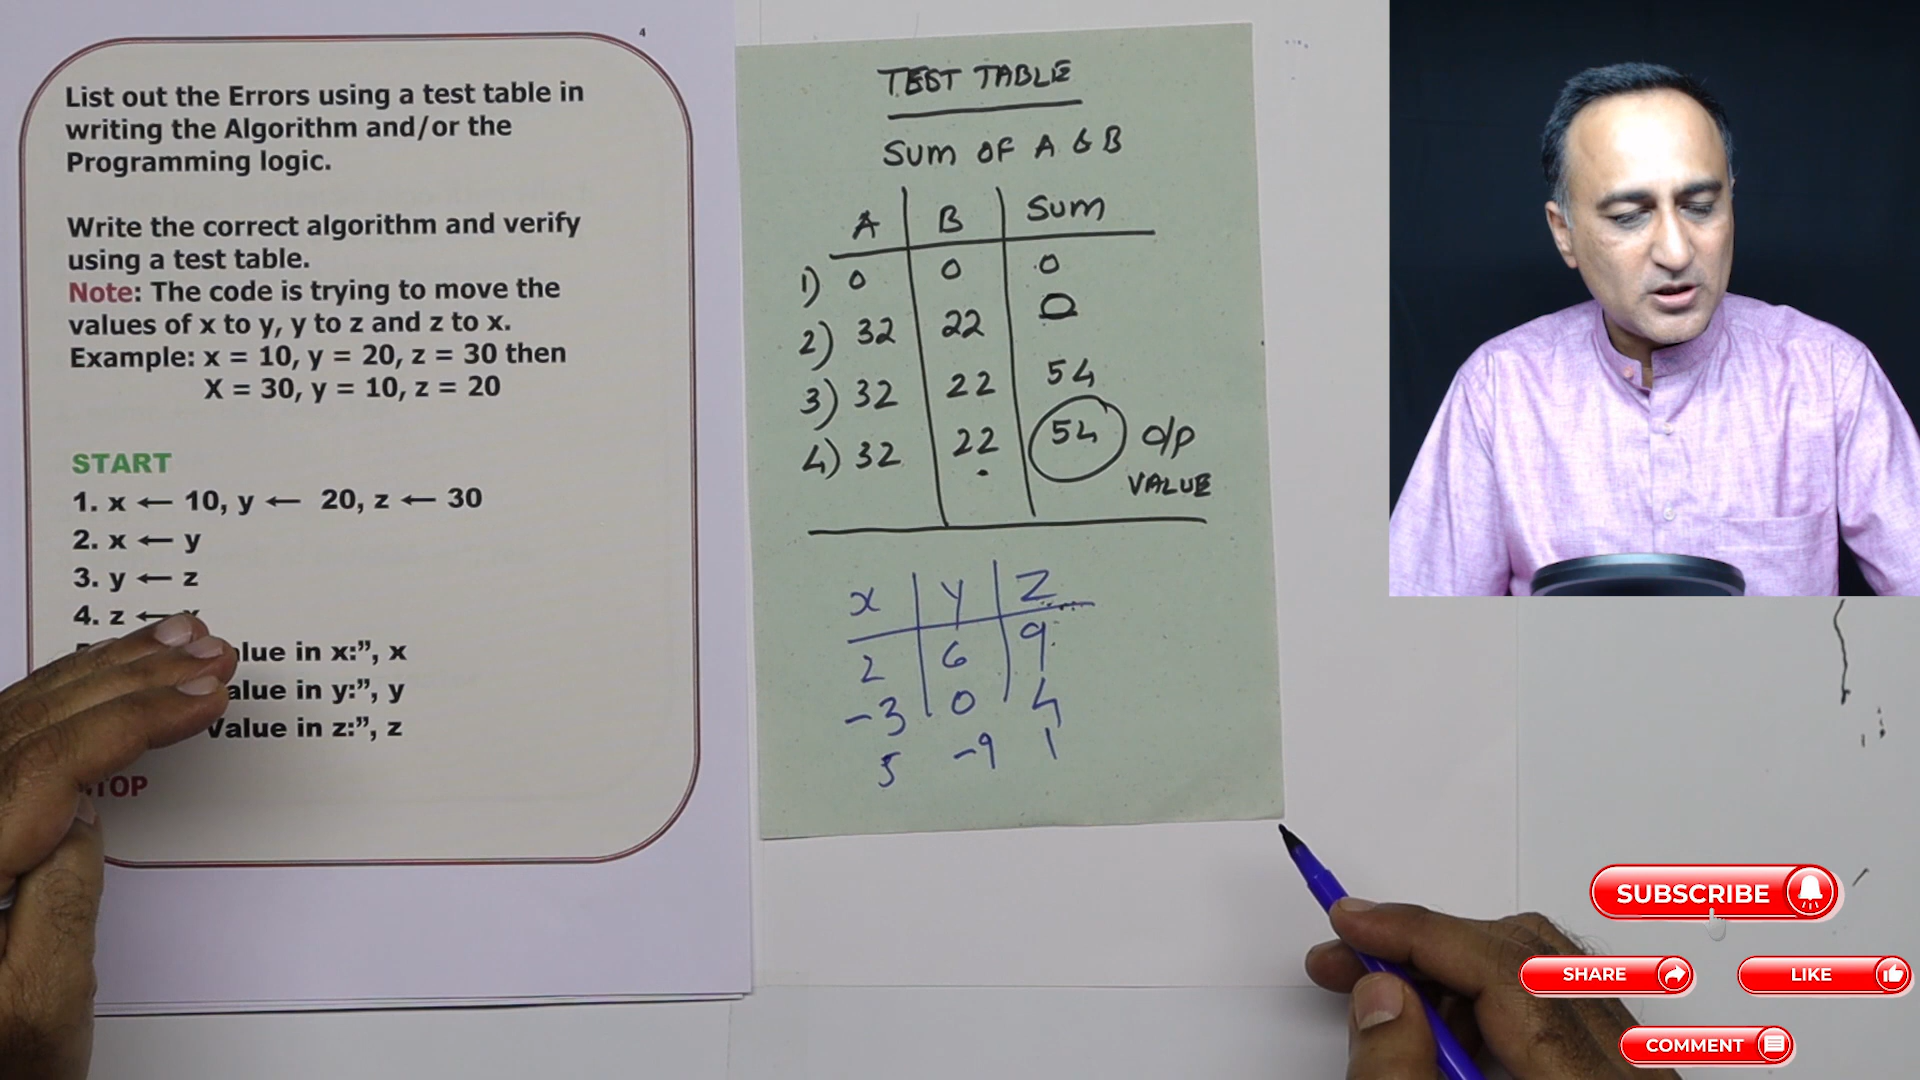 4
List out the Errors using a test table in
writing the Algorithm and/or the
Programming logic.
Write the correct algorithm and verify
using a test table.
Note: The code is trying to move the
values of x to y, y to z and z to x.
Example: x = 10, y = 20, z = 30 then
X = 30, y = 10, z = 20
START
1. x ← 10, y ← 20, z ← 30
2. x ← y
3. y ← z
4. z ←
lue in x:”, x
alue in y:”, y
Value in z:”, z
TOP
TEST TABLE
SUM OF A & B
A B SUM
1) 0 0 0
2) 32 22 0
3) 32 22 54
4) 32 22 54 O/P
VALUE
x y z
2 6 9
-3 0 4
5 -9 1
SUBSCRIBE
SHARE LIKE
COMMENT